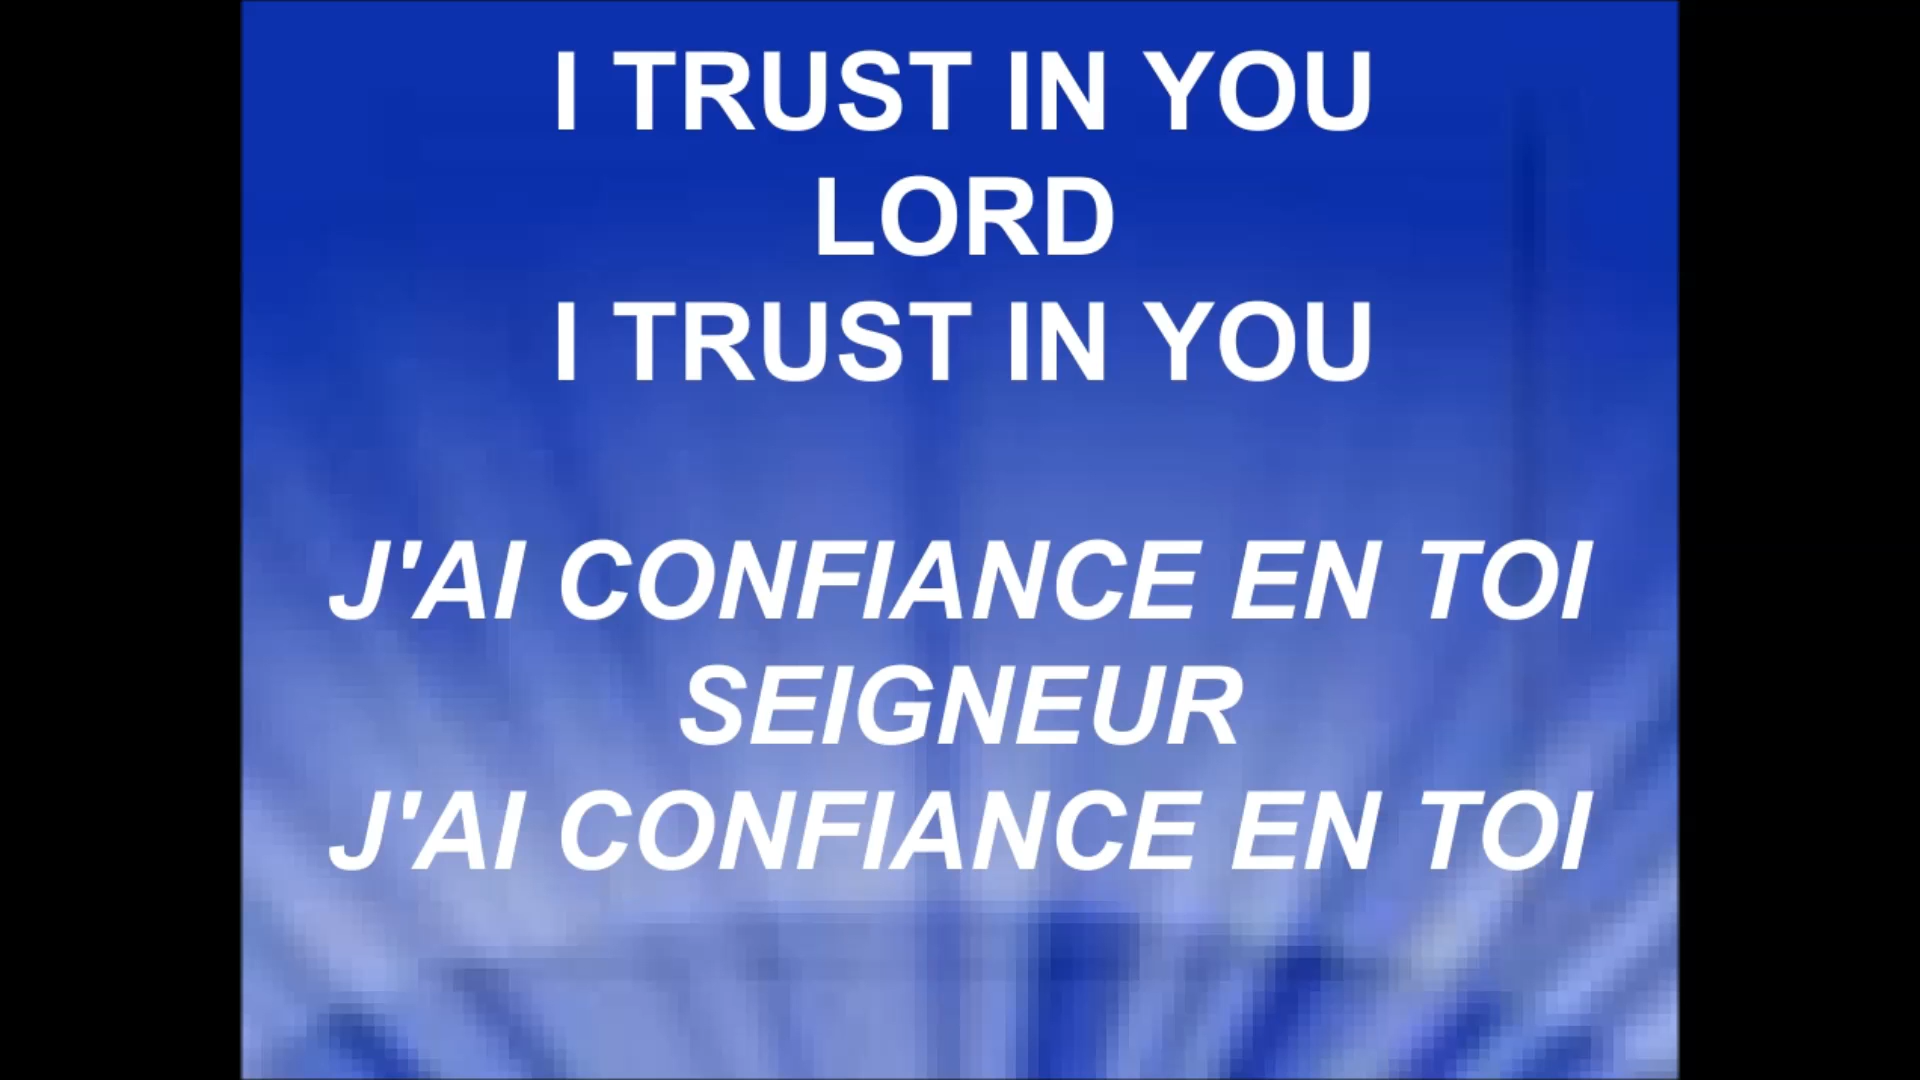 I TRUST IN YOU
LORD
I TRUST IN YOU
J'AI CONFIANCE EN TOI
SEIGNEUR
J'AI CONFIANCE EN TOI